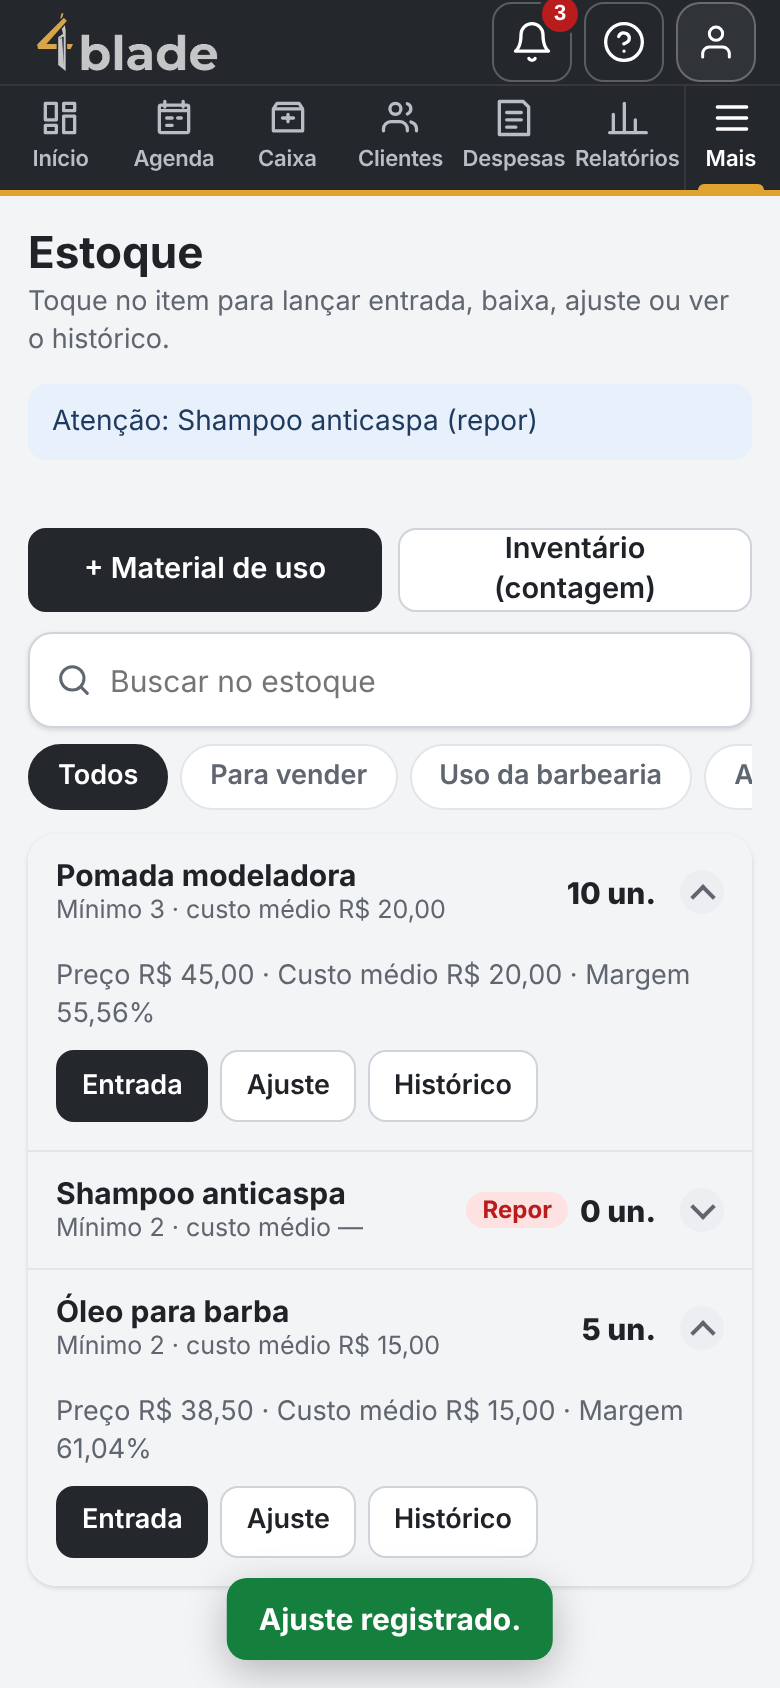 4blade
3
Início
Agenda
Caixa
Clientes
Despesas
Relatórios
Mais
Estoque
Toque no item para lançar entrada, baixa, ajuste ou ver
o histórico.
Atenção: Shampoo anticaspa (repor)
+ Material de uso
Inventário
(contagem)
Buscar no estoque
Todos
Para vender
Uso da barbearia
A
Pomada modeladora
Mínimo 3 · custo médio R$ 20,00
10 un.
Preço R$ 45,00 · Custo médio R$ 20,00 · Margem
55,56%
Entrada
Ajuste
Histórico
Shampoo anticaspa
Mínimo 2 · custo médio —
Repor
0 un.
Óleo para barba
Mínimo 2 · custo médio R$ 15,00
5 un.
Preço R$ 38,50 · Custo médio R$ 15,00 · Margem
61,04%
Entrada
Ajuste
Histórico
Ajuste registrado.